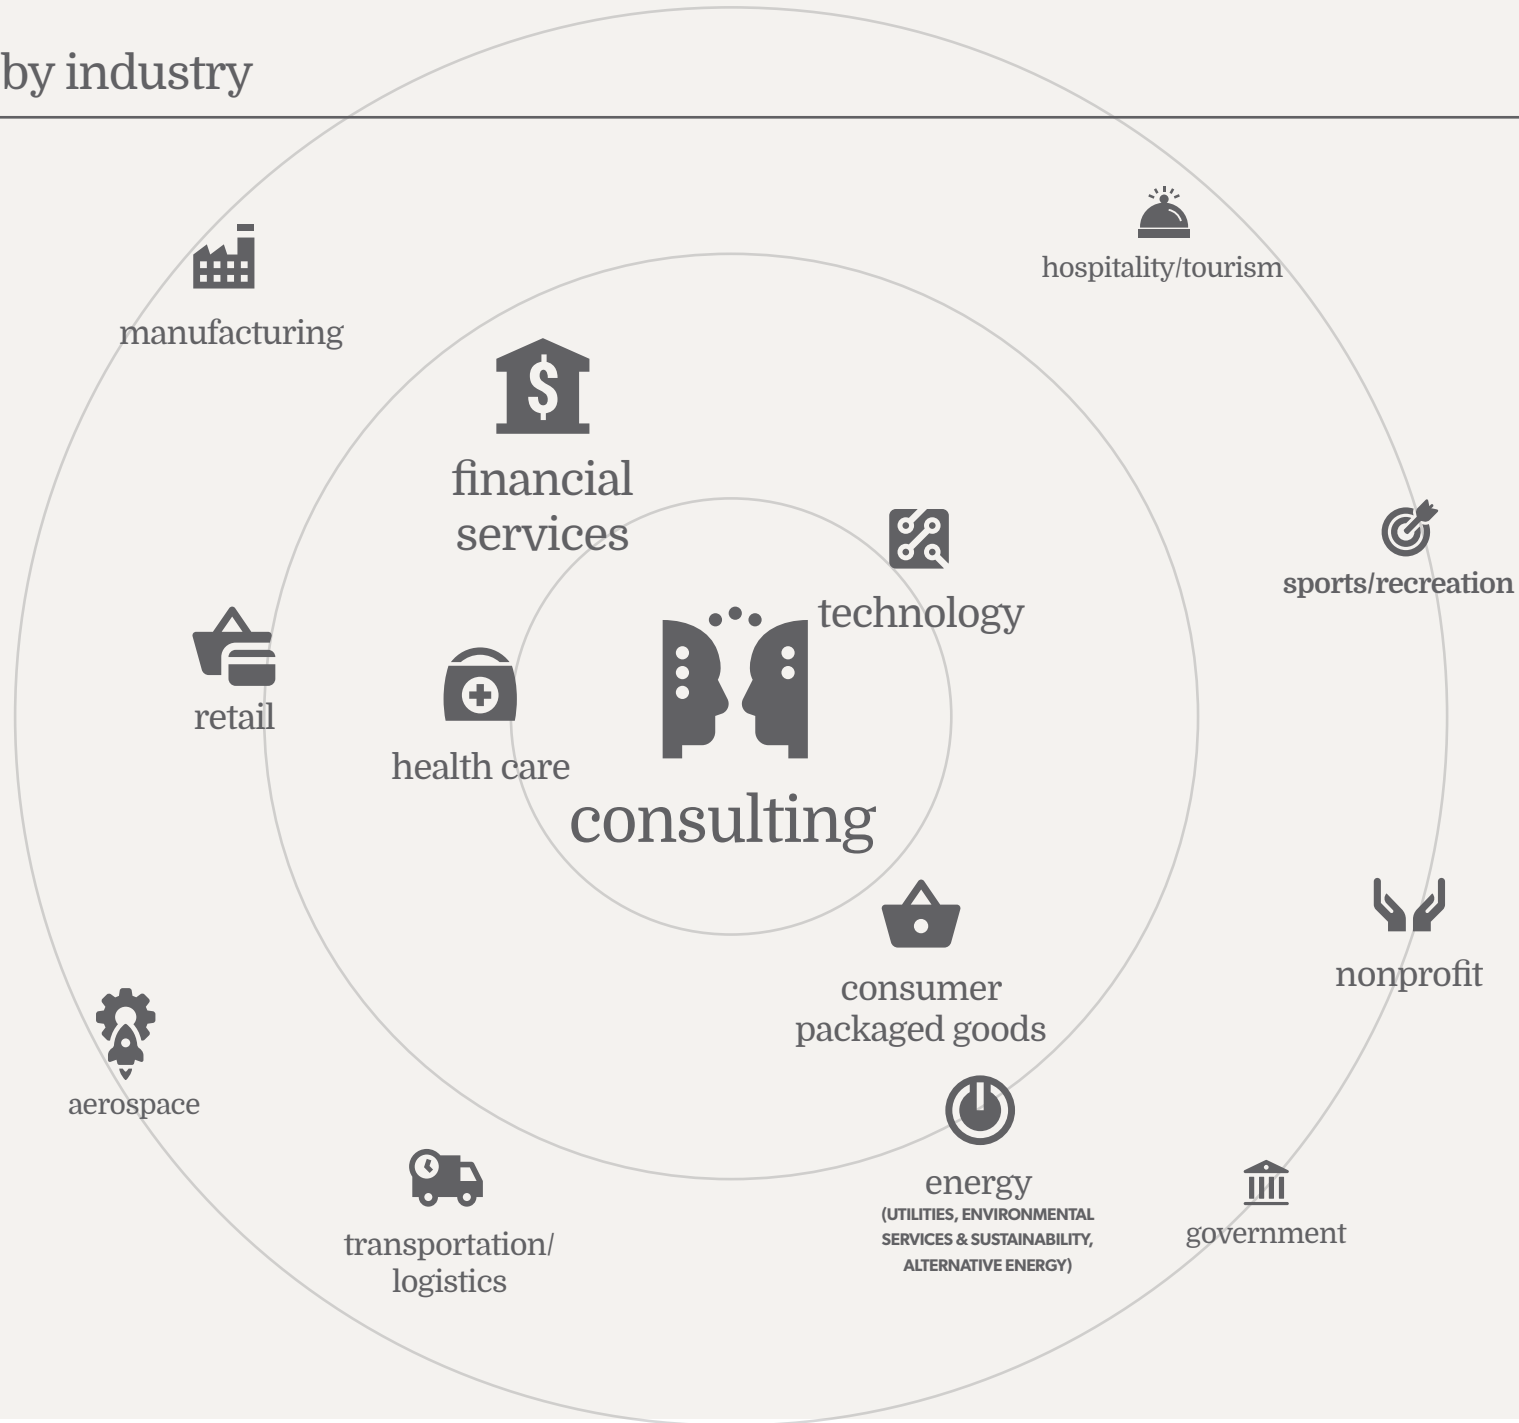 by industry
hospitality/tourism
manufacturing
financial
services
sports/recreation
technology
retail
health care
consulting
nonprofit
consumer
packaged goods
aerospace
energy
(UTILITIES, ENVIRONMENTAL
SERVICES & SUSTAINABILITY,
ALTERNATIVE ENERGY)
government
transportation/
logistics